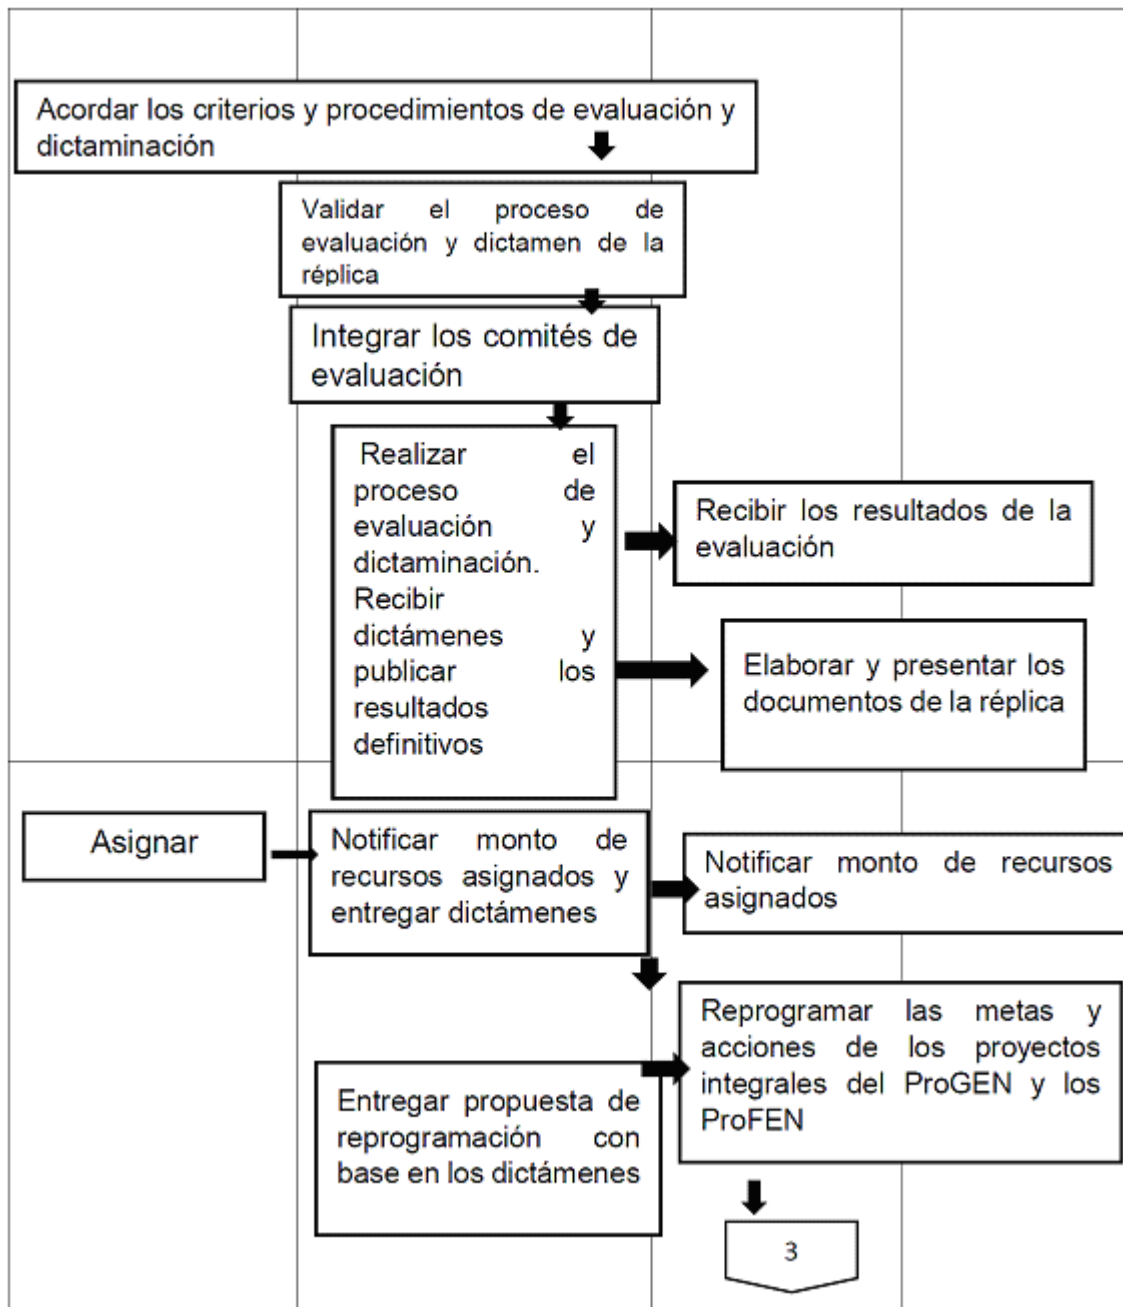 Acordar los criterios y procedimientos de evaluación y
dictaminación
Validar el proceso de
evaluación y dictamen de la
réplica
Integrar los comités de
evaluación
Realizar el
proceso de
evaluación y
dictaminación.
Recibir
dictámenes y
publicar los
resultados
definitivos
Recibir los resultados de la
evaluación
Elaborar y presentar los
documentos de la réplica
Asignar
Notificar monto de
recursos asignados y
entregar dictámenes
Notificar monto de recursos
asignados
Reprogramar las metas y
acciones de los proyectos
integrales del ProGEN y los
ProFEN
Entregar propuesta de
reprogramación con
base en los dictámenes
3